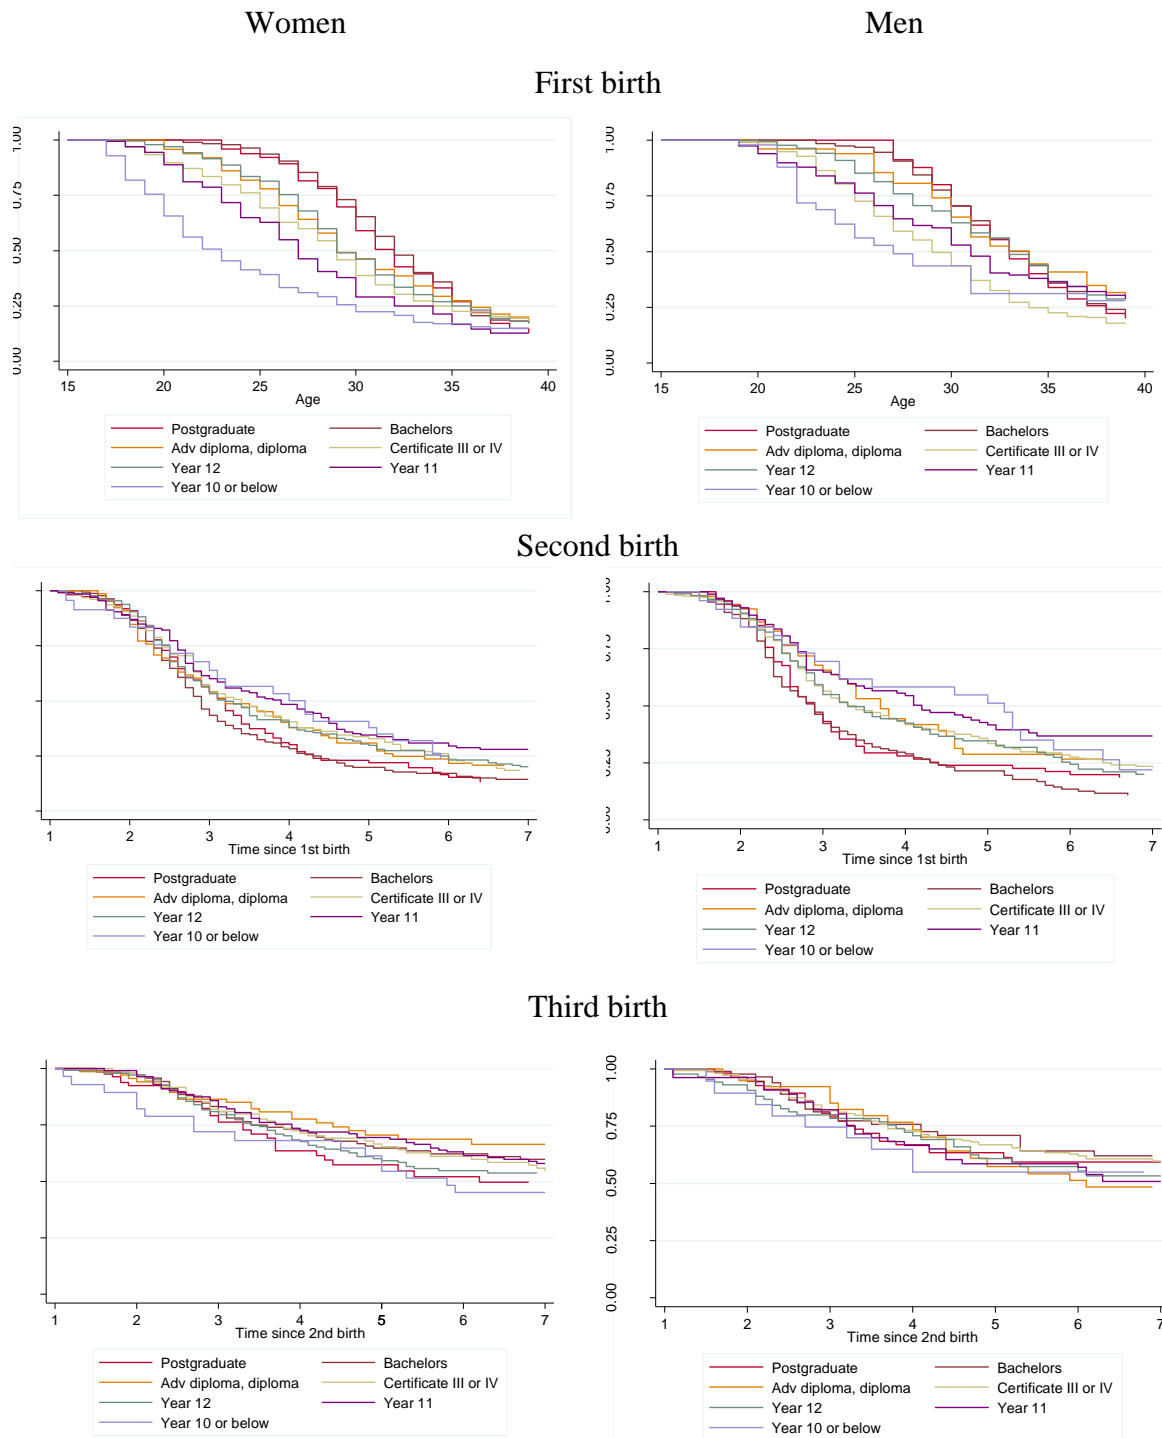 Women Men
First birth
1.00
0.75
0.50
0.25
0.00
15 20 25 30 35 40
Age
Postgraduate Bachelors
Adv diploma, diploma Certificate III or IV
Year 12 Year 11
Year 10 or below
1.00
0.75
0.50
0.25
0.00
15 20 25 30 35 40
Age
Postgraduate Bachelors
Adv diploma, diploma Certificate III or IV
Year 12 Year 11
Year 10 or below
Second birth
1 2 3 4 5 6 7
Time since 1st birth
Postgraduate Bachelors
Adv diploma, diploma Certificate III or IV
Year 12 Year 11
Year 10 or below
1 2 3 4 5 6 7
Time since 1st birth
Postgraduate Bachelors
Adv diploma, diploma Certificate III or IV
Year 12 Year 11
Year 10 or below
Third birth
1 2 3 4 5 6 7
Time since 2nd birth
Postgraduate Bachelors
Adv diploma, diploma Certificate III or IV
Year 12 Year 11
Year 10 or below
1.00
0.75
0.50
0.25
0.00
1 2 3 4 5 6 7
Time since 2nd birth
Postgraduate Bachelors
Adv diploma, diploma Certificate III or IV
Year 12 Year 11
Year 10 or below